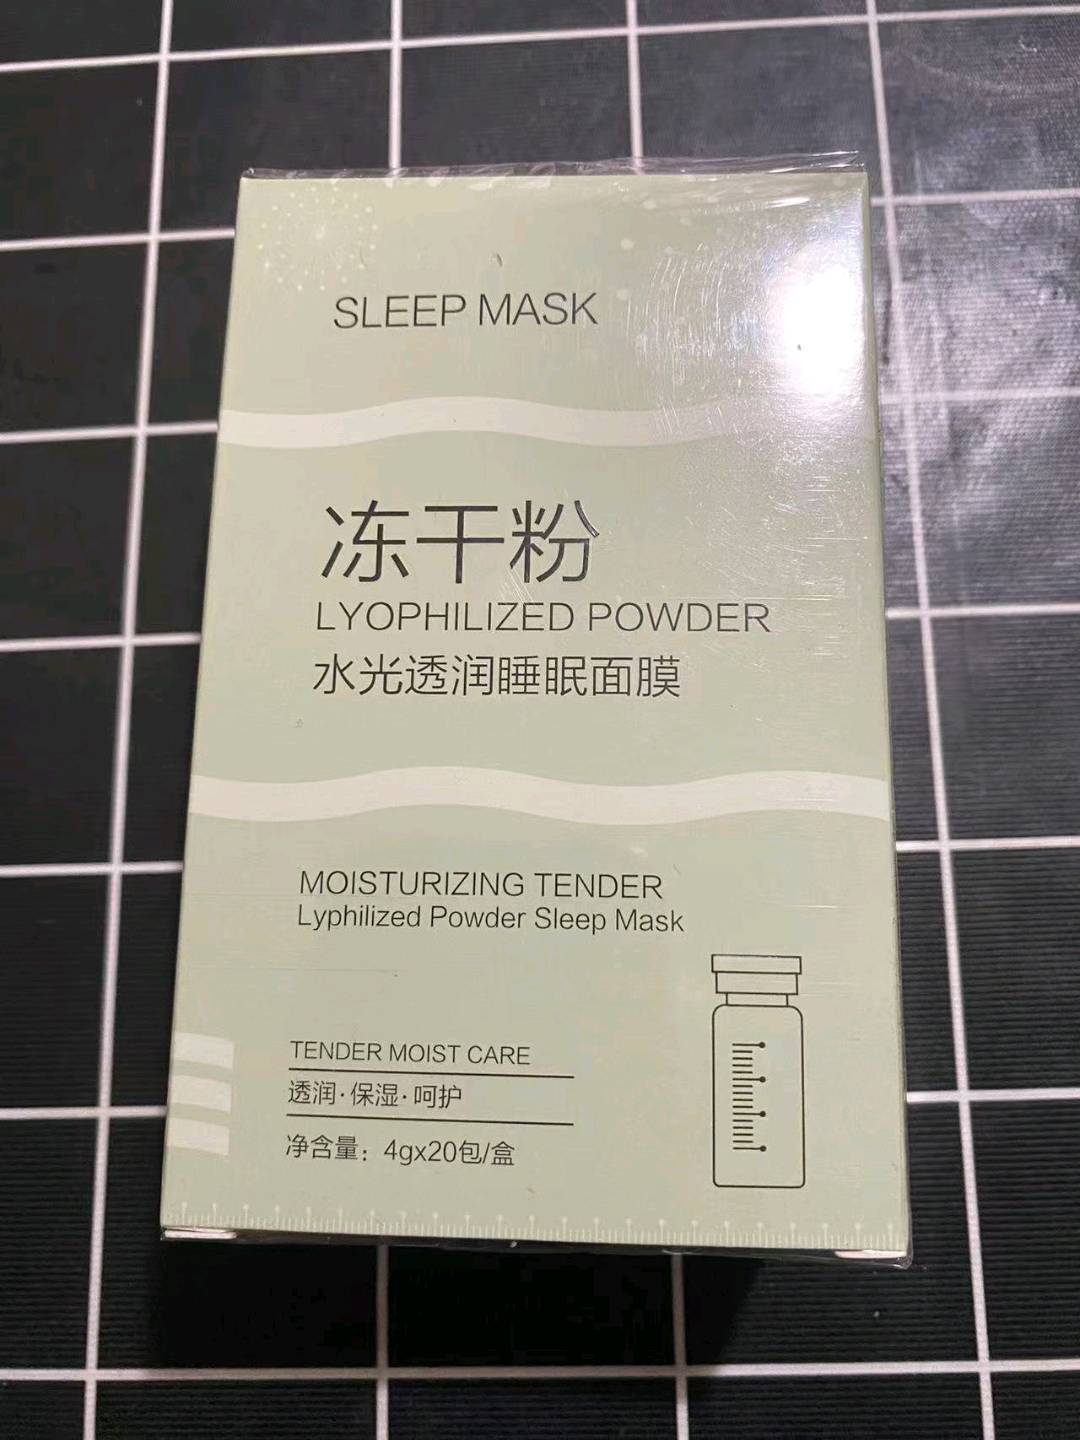 SLEEP MASK
冻干粉
LYOPHILIZED POWDER
水光透润睡眠面膜
MOISTURIZING TENDER
Lyphilized Powder Sleep Mask
TENDER MOIST CARE
透润·保湿·呵护
净含量：4gx20包/盒